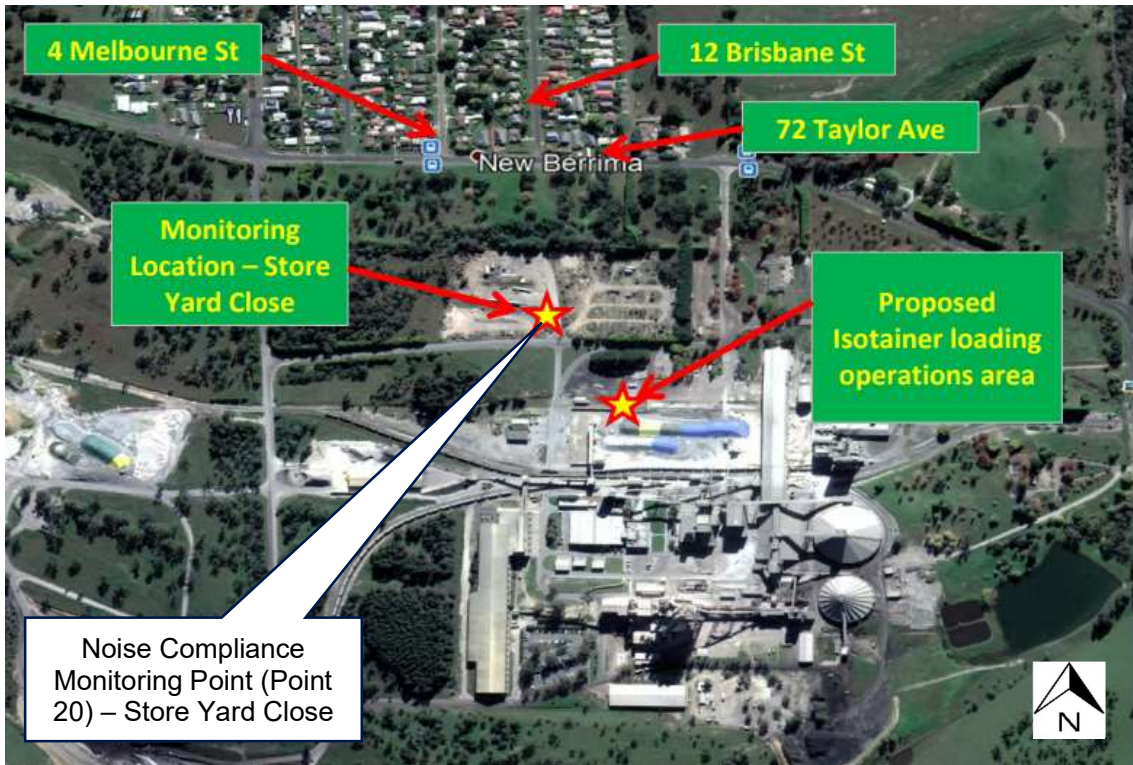 4 Melbourne St
12 Brisbane St
72 Taylor Ave
New Berrima
Monitoring
Location – Store
Yard Close
Proposed
Isotainer loading
operations area
Noise Compliance
Monitoring Point (Point
20) – Store Yard Close
N